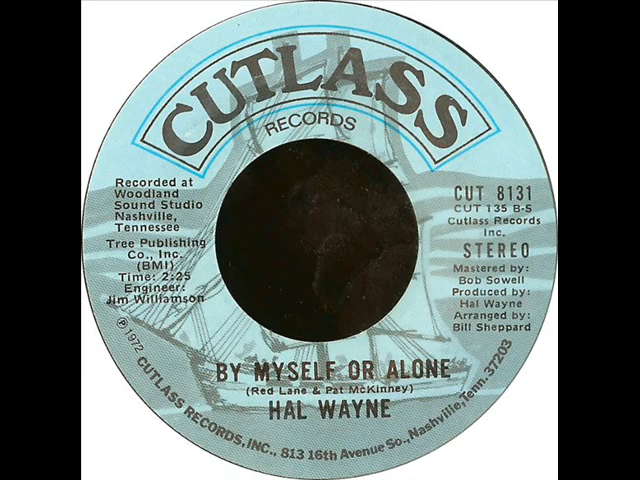 CUTLASS
RECORDS
Recorded at
Woodland
Sound Studio
Nashville,
Tennessee
Tree Publishing
Co., Inc.
(BMI)
Time: 2:25
Engineer:
Jim Williamson
CUT 8131
CUT 135 B-S
Cutlass Records
Inc.
STEREO
Mastered by:
Bob Sowell
Produced by:
Hal Wayne
Arranged by:
Bill Sheppard
BY MYSELF OR ALONE
(Red Lane & Pat McKinney)
HAL WAYNE
℗ 1972 CUTLASS RECORDS, INC., 813 16th Avenue So., Nashville, Tenn. 37203